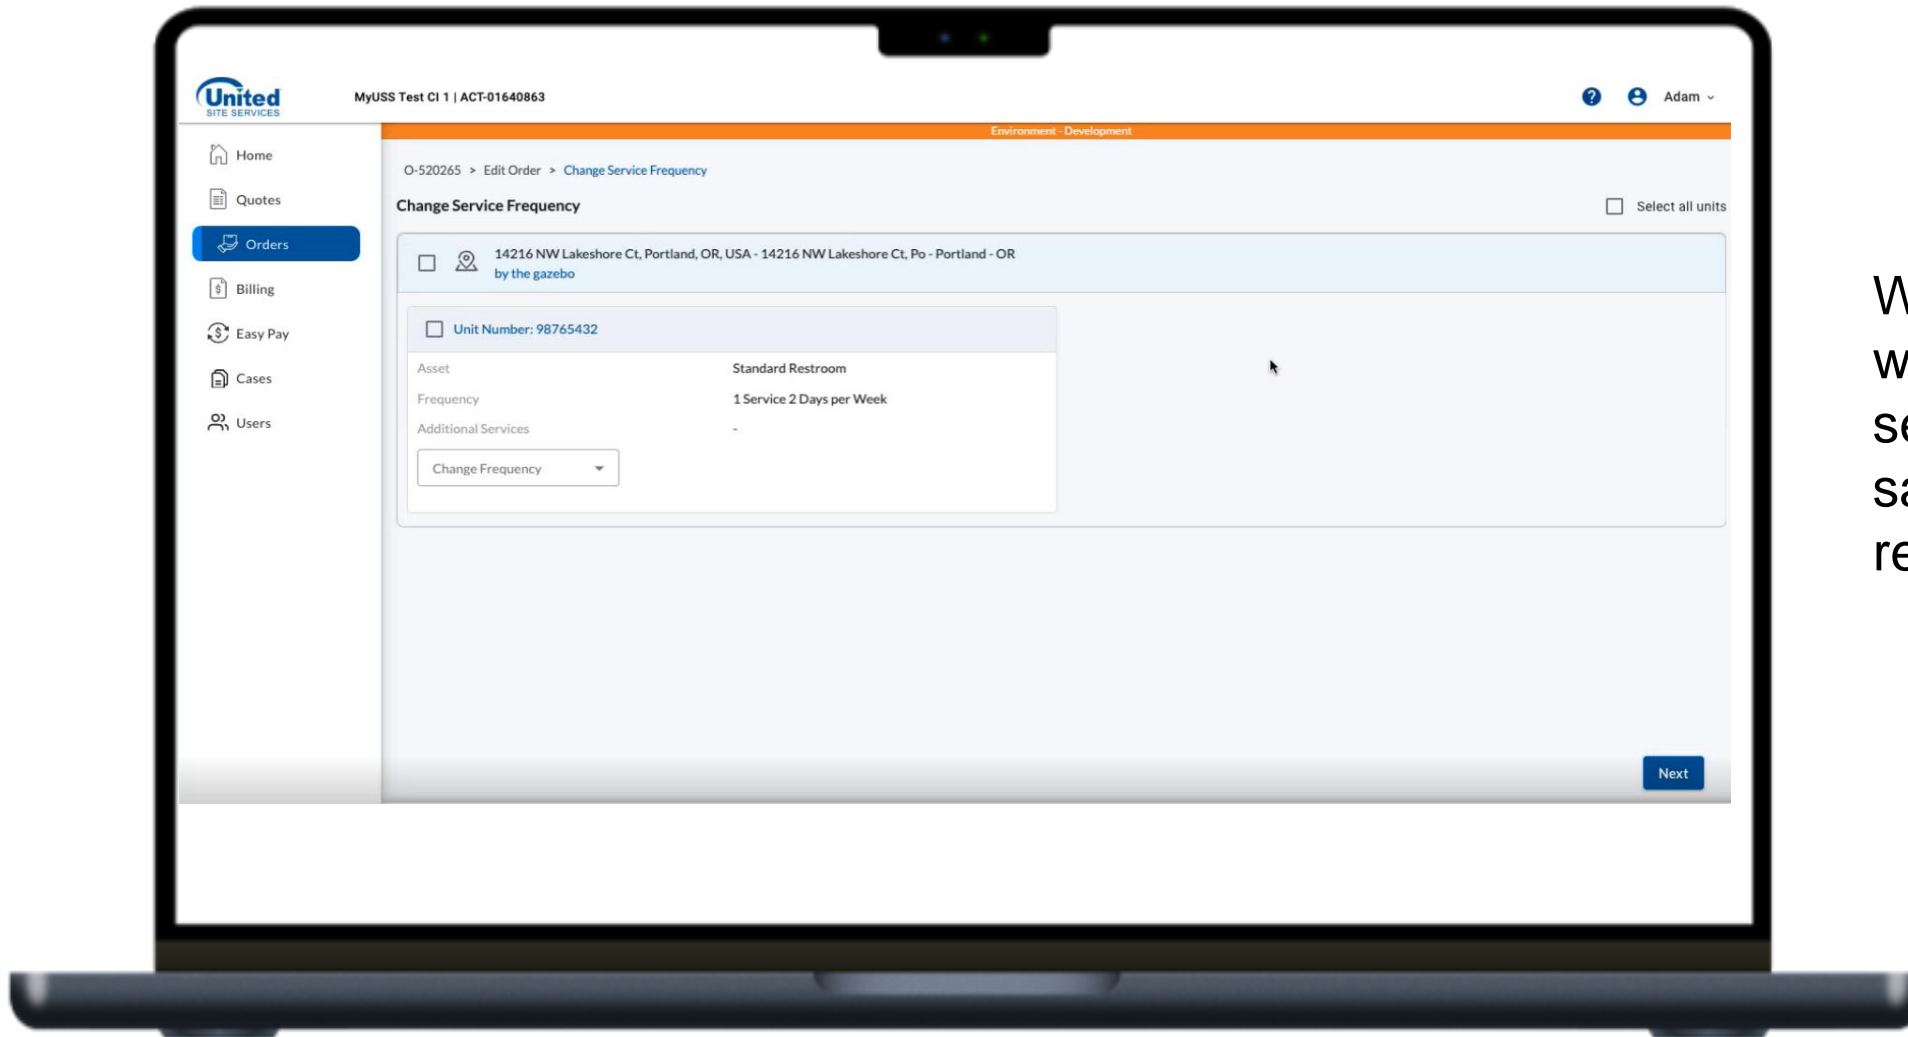 United
SITE SERVICES
MyUSS Test CI 1 | ACT-01640863
Adam
Environment - Development
Home
Quotes
Orders
Billing
Easy Pay
Cases
Users
O-520265 > Edit Order > Change Service Frequency
Change Service Frequency
Select all units
14216 NW Lakeshore Ct, Portland, OR, USA - 14216 NW Lakeshore Ct, Po - Portland - OR
by the gazebo
Unit Number: 98765432
Asset Standard Restroom
Frequency 1 Service 2 Days per Week
Additional Services -
Change Frequency
Next